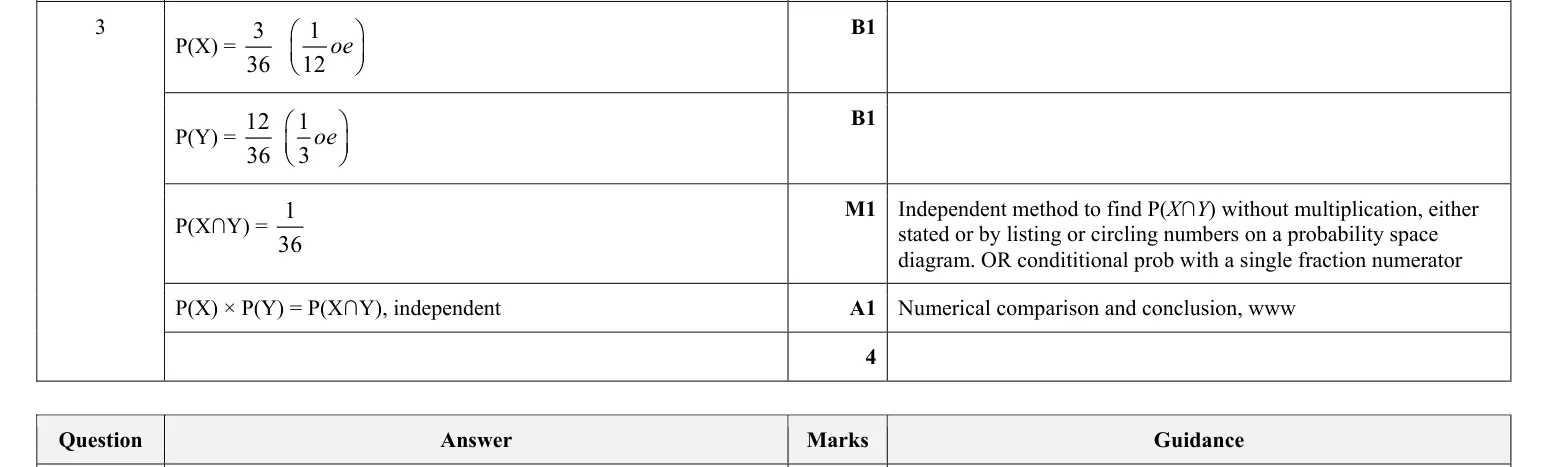 3 P(X) = 3/36 (1/12 oe) B1
P(Y) = 12/36 (1/3 oe) B1
P(X∩Y) = 1/36 M1 Independent method to find P(X∩Y) without multiplication, either
stated or by listing or circling numbers on a probability space
diagram. OR condititional prob with a single fraction numerator
P(X) × P(Y) = P(X∩Y), independent A1 Numerical comparison and conclusion, www
4
Question Answer Marks Guidance